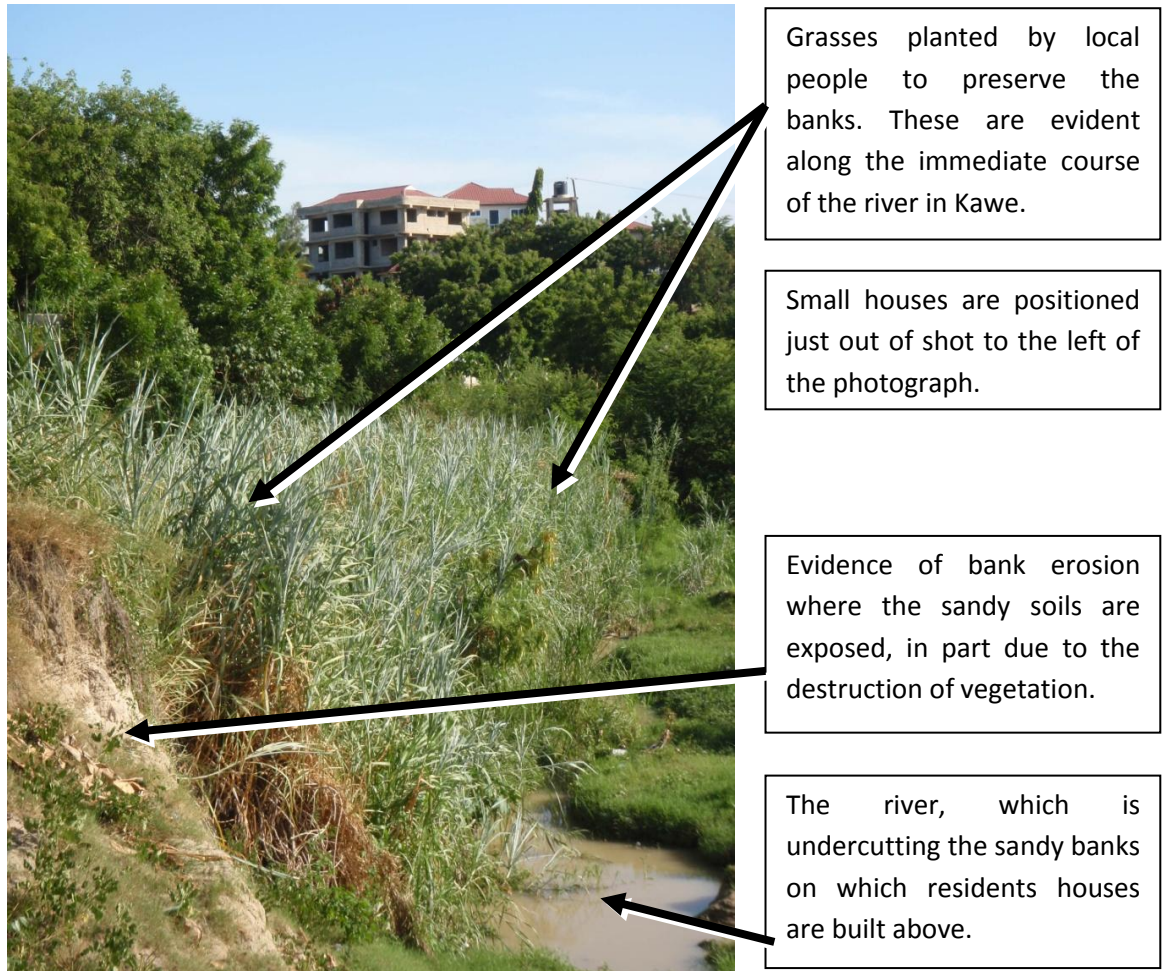 Grasses planted by local
people to preserve the
banks. These are evident
along the immediate course
of the river in Kawe.
Small houses are positioned
just out of shot to the left of
the photograph.
Evidence of bank erosion
where the sandy soils are
exposed, in part due to the
destruction of vegetation.
The river, which is
undercutting the sandy banks
on which residents houses
are built above.